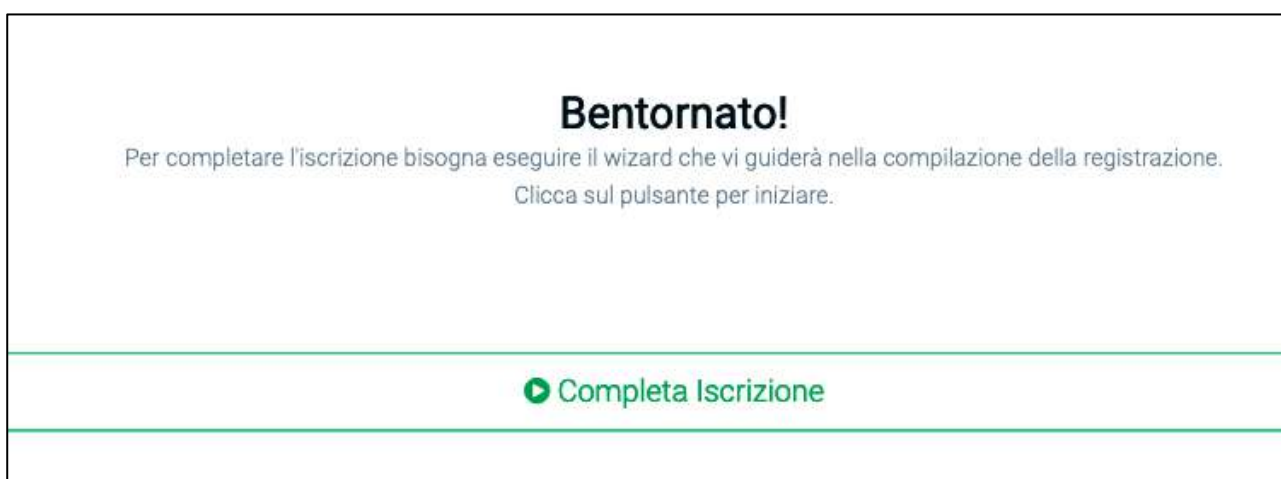 Bentornato!
Per completare l'iscrizione bisogna eseguire il wizard che vi guiderà nella compilazione della registrazione.
Clicca sul pulsante per iniziare.
Completa Iscrizione